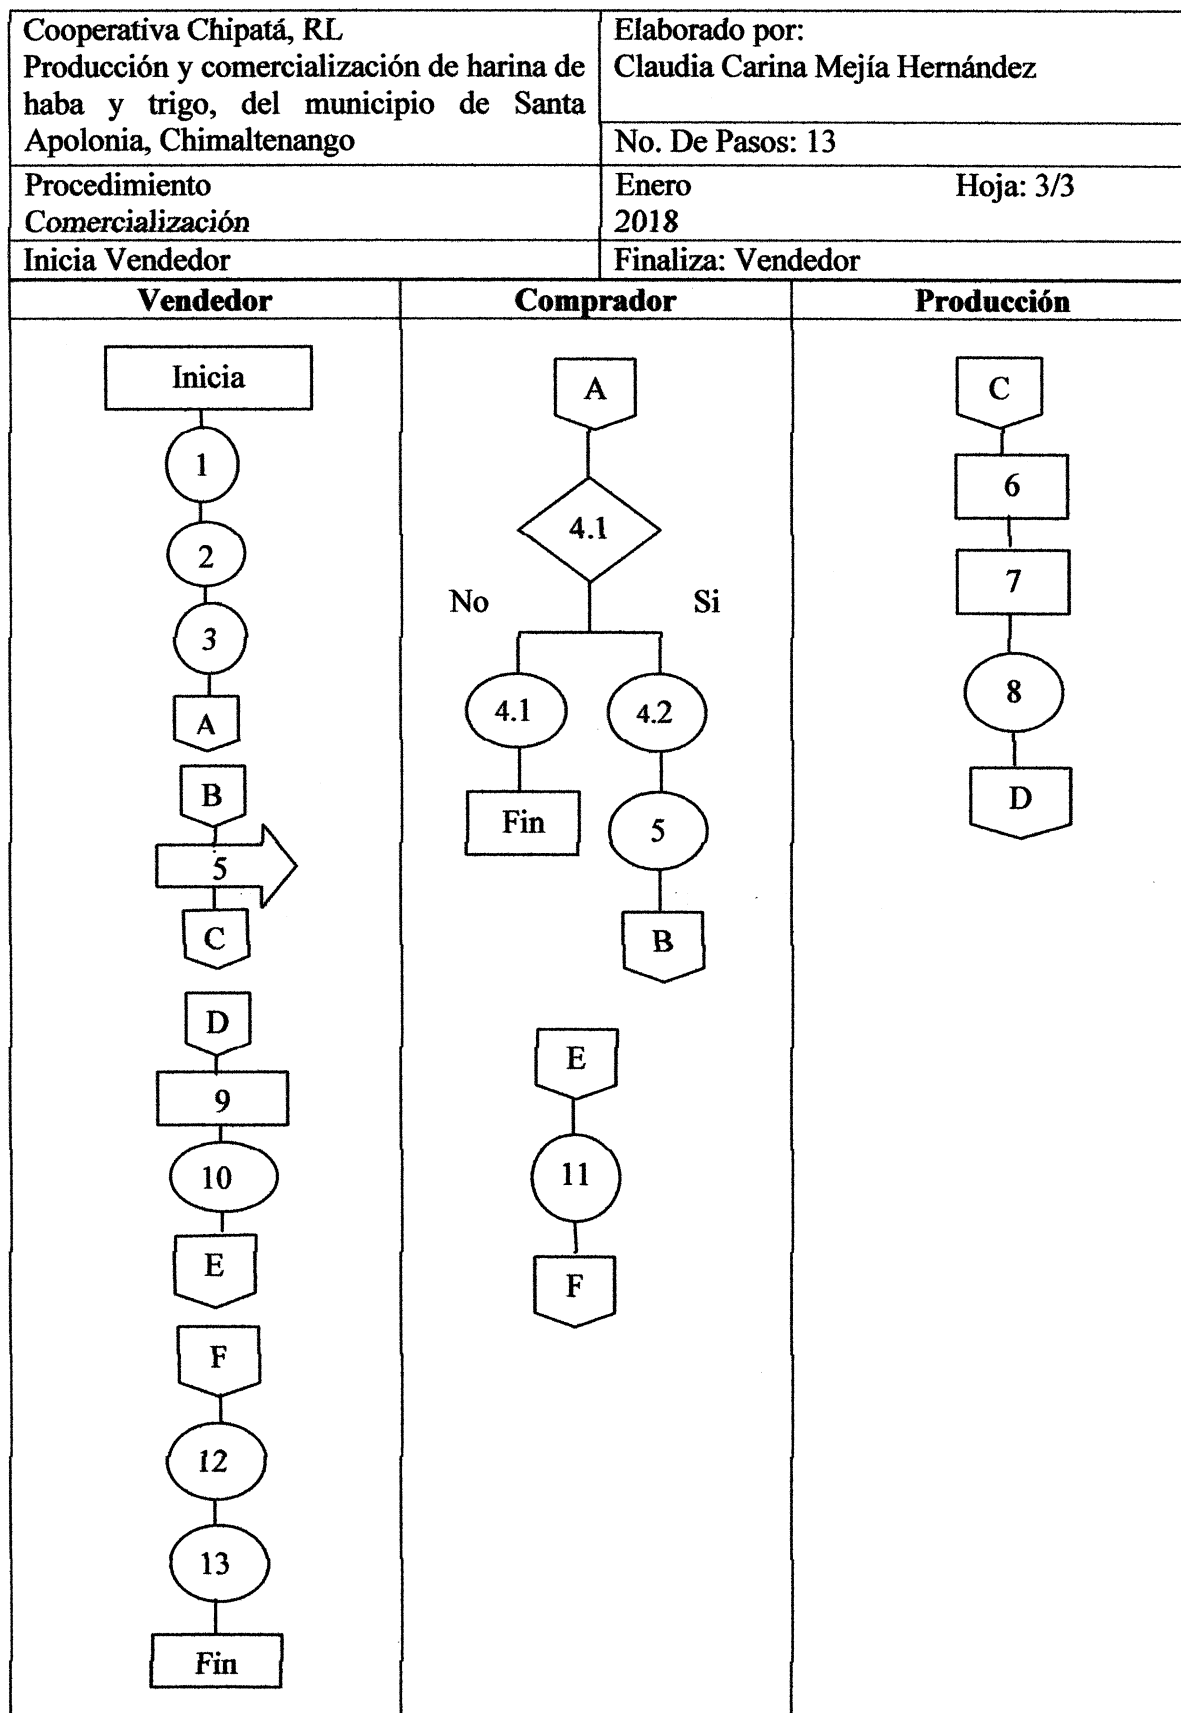 Cooperativa Chipatá, RL
Producción y comercialización de harina de
haba y trigo, del municipio de Santa
Apolonia, Chimaltenango
Elaborado por:
Claudia Carina Mejía Hernández
No. De Pasos: 13
Procedimiento
Comercialización
Enero Hoja: 3/3
2018
Inicia Vendedor
Finaliza: Vendedor
Vendedor
Comprador
Producción
Inicia
1
2
3
A
B
5
C
D
9
10
E
F
12
13
Fin
A
4.1
No Si
4.1 4.2
Fin 5
B
E
11
F
C
6
7
8
D